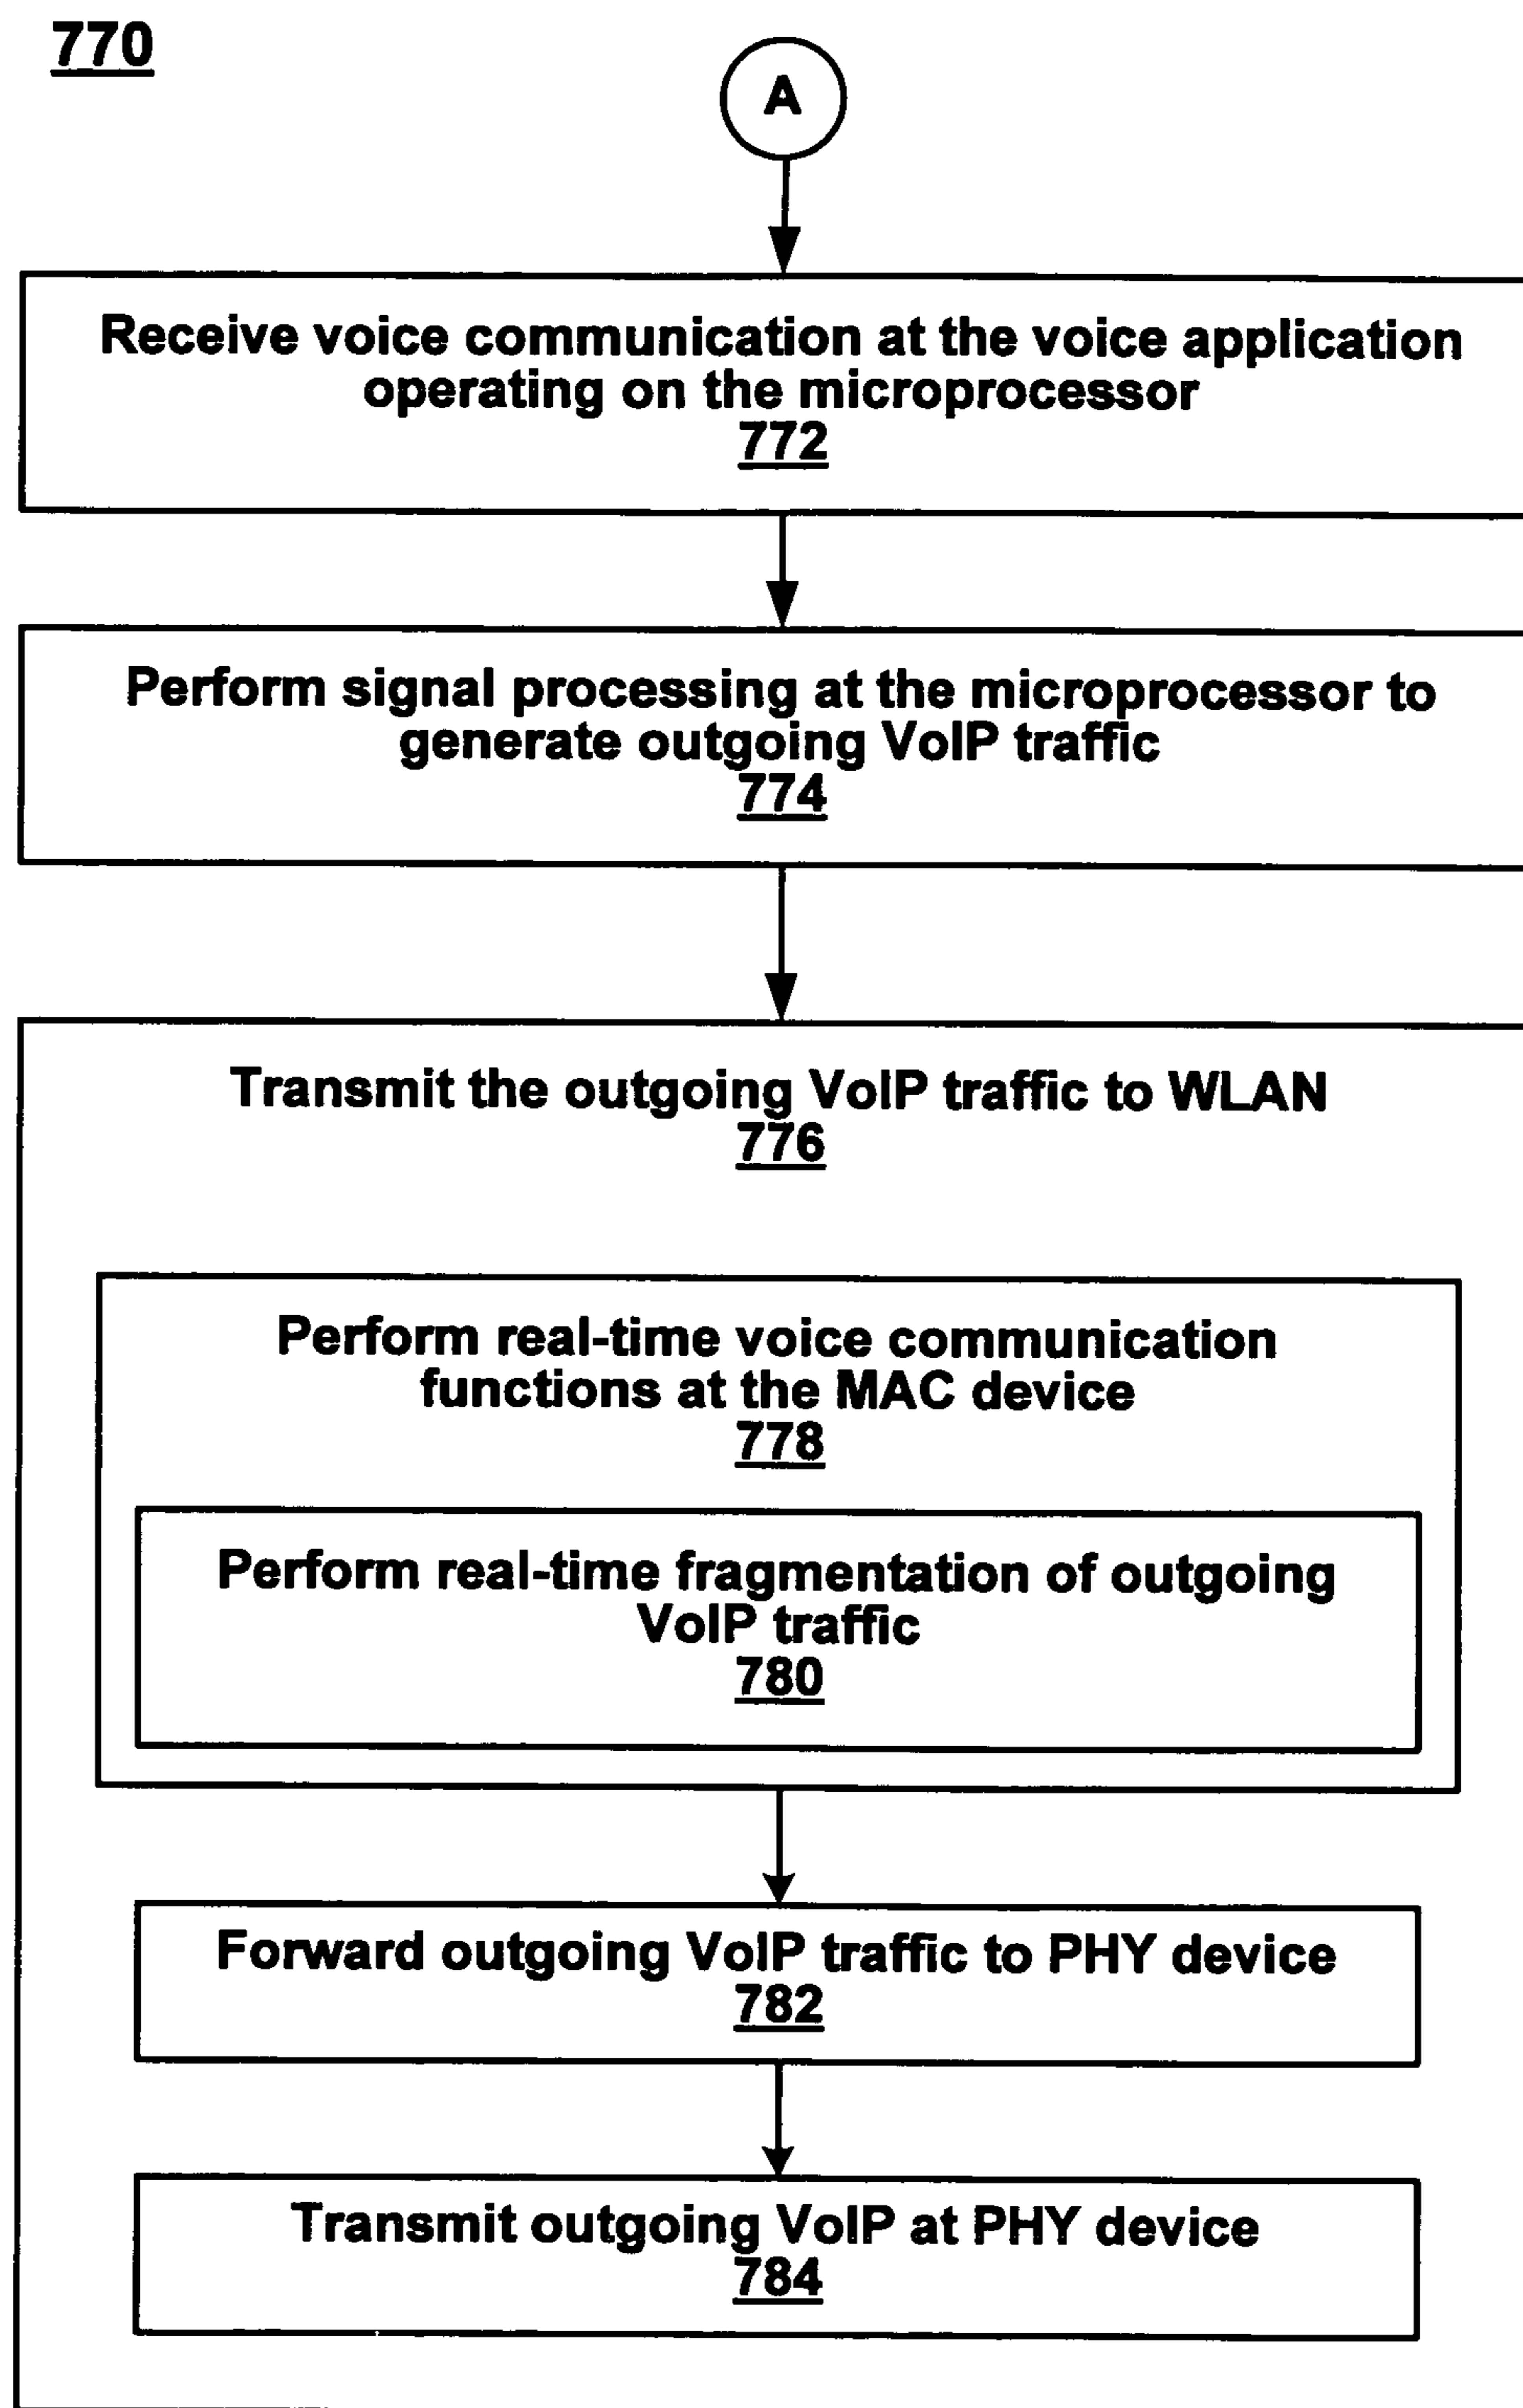 770
A
Receive voice communication at the voice application
operating on the microprocessor
772
Perform signal processing at the microprocessor to
generate outgoing VoIP traffic
774
Transmit the outgoing VoIP traffic to WLAN
776
Perform real-time voice communication
functions at the MAC device
778
Perform real-time fragmentation of outgoing
VoIP traffic
780
Forward outgoing VoIP traffic to PHY device
782
Transmit outgoing VoIP at PHY device
784